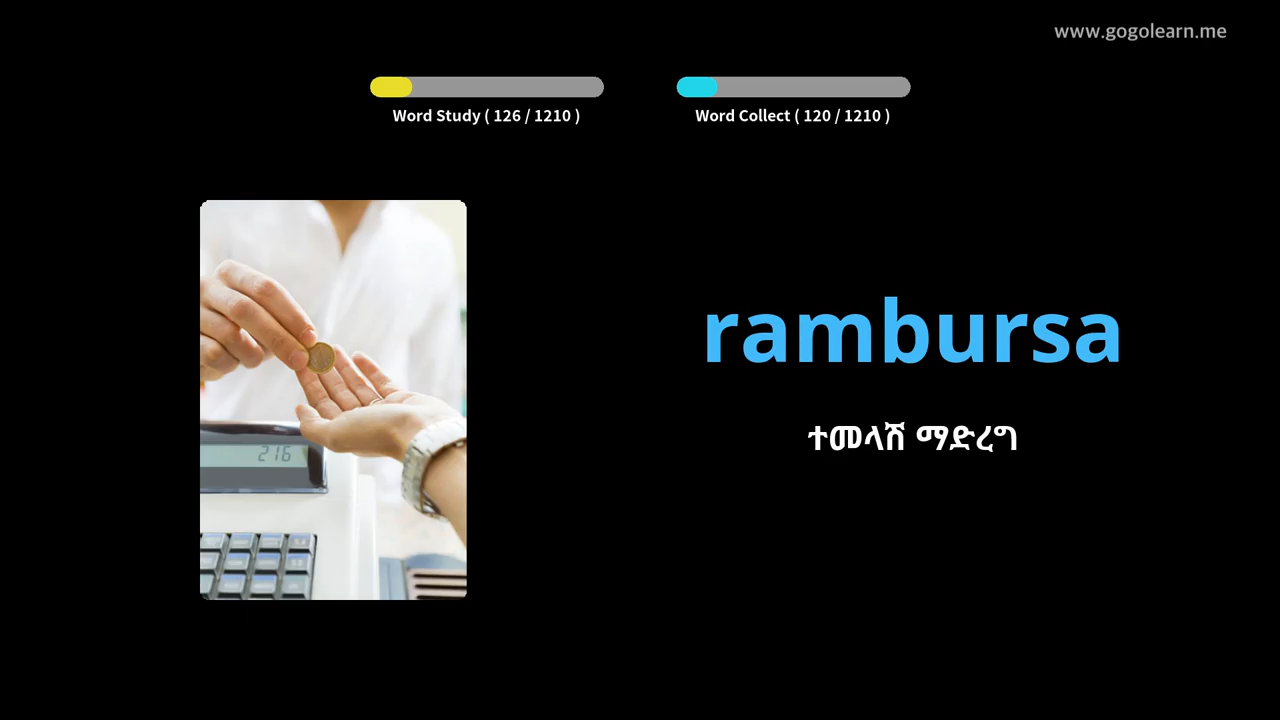 www.gogolearn.me
Word Study ( 126 / 1210 )
Word Collect ( 120 / 1210 )
216
rambursa
ተመላሽ ማድረግ